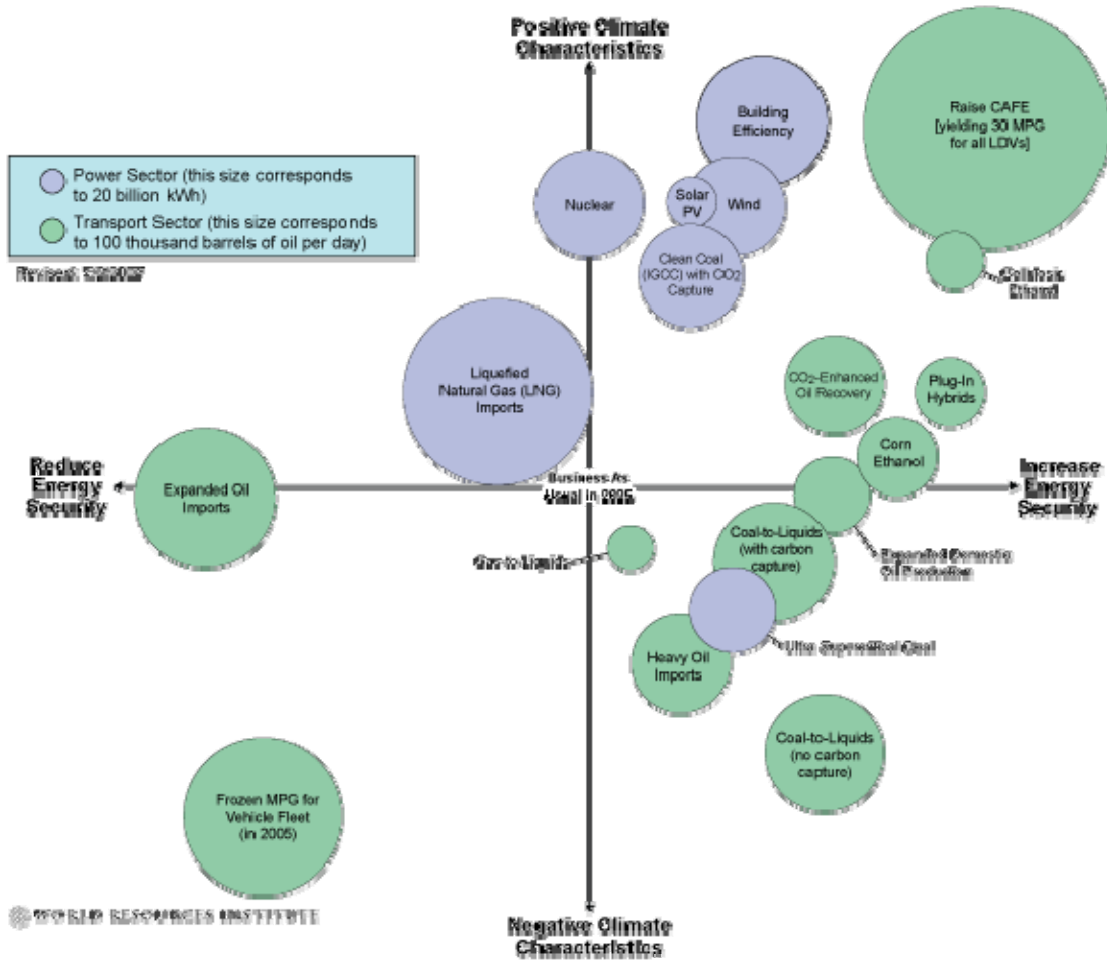 Positive Climate
Characteristics
Power Sector (this size corresponds
to 20 billion kWh)
Transport Sector (this size corresponds
to 100 thousand barrels of oil per day)
Building
Efficiency
Raise CAFE
[yielding 30 MPG
for all LDVs]
Nuclear
Solar
PV
Wind
Clean Coal
(IGCC) with CO2
Capture
Cellulosic
Ethanol
Liquefied
Natural Gas (LNG)
Imports
CO2-Enhanced
Oil Recovery
Plug-In
Hybrids
Corn
Ethanol
Reduce
Energy
Security
Expanded Oil
Imports
Business As
Usual in 2005
Increase
Energy
Security
Gas-to-Liquids
Coal-to-Liquids
(with carbon
capture)
Expanded Domestic
Oil Production
Ultra Supercritical Coal
Heavy Oil
Imports
Coal-to-Liquids
(no carbon
capture)
Frozen MPG for
Vehicle Fleet
(in 2005)
WORLD RESOURCES INSTITUTE
Negative Climate
Characteristics